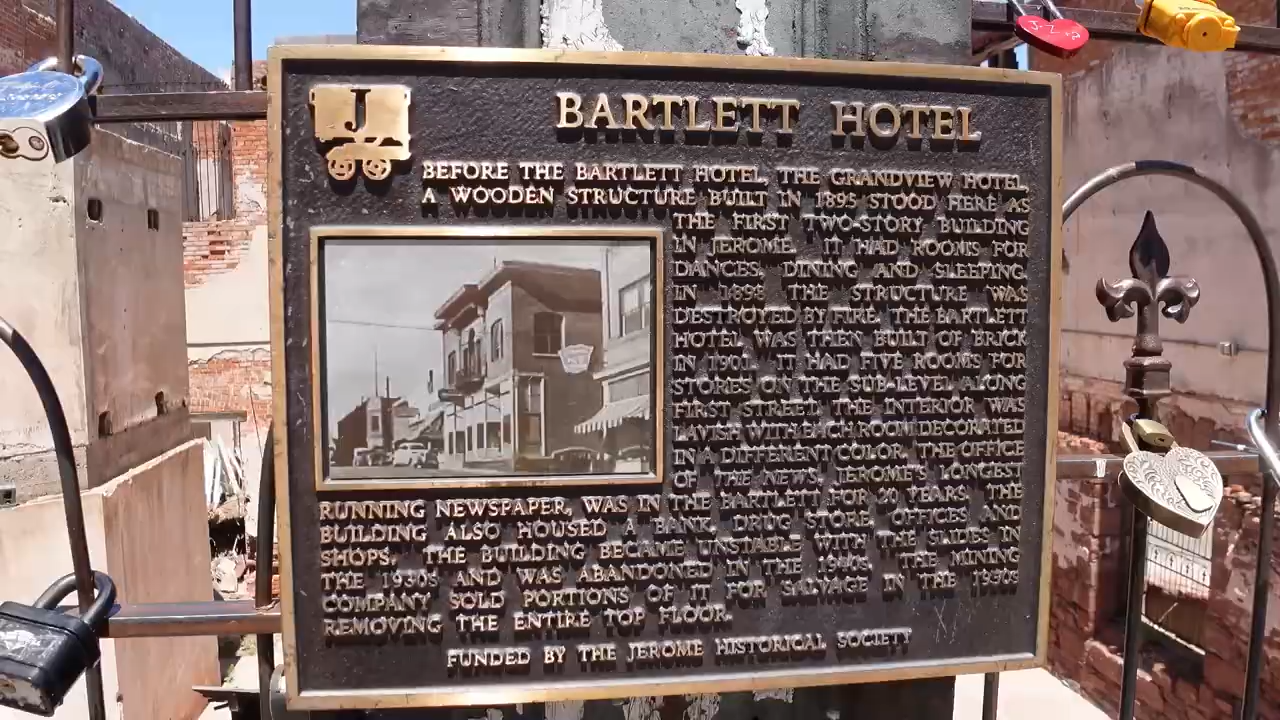 J
BARTLETT HOTEL
BEFORE THE BARTLETT HOTEL, THE GRANDVIEW HOTEL,
A WOODEN STRUCTURE BUILT IN 1895 STOOD HERE AS
THE FIRST TWO-STORY BUILDING
IN JEROME. IT HAD ROOMS FOR
DANCES, DINING AND SLEEPING.
IN 1898 THE STRUCTURE WAS
DESTROYED BY FIRE. THE BARTLETT
HOTEL WAS THEN BUILT OF BRICK
IN 1901. IT HAD FIVE ROOMS FOR
STORES ON THE SUB-LEVEL ALONG
FIRST STREET. THE INTERIOR WAS
LAVISH WITH EACH ROOM DECORATED
IN A DIFFERENT COLOR. THE OFFICE
OF THE NEWS, JEROME'S LONGEST
RUNNING NEWSPAPER, WAS IN THE BARTLETT FOR 20 YEARS. THE
BUILDING ALSO HOUSED A BANK, DRUG STORE, OFFICES AND
SHOPS. THE BUILDING BECAME UNSTABLE WITH THE SLIDES IN
THE 1930S AND WAS ABANDONED IN THE 1940S. THE MINING
COMPANY SOLD PORTIONS OF IT FOR SALVAGE IN THE 1950S
REMOVING THE ENTIRE TOP FLOOR.
FUNDED BY THE JEROME HISTORICAL SOCIETY